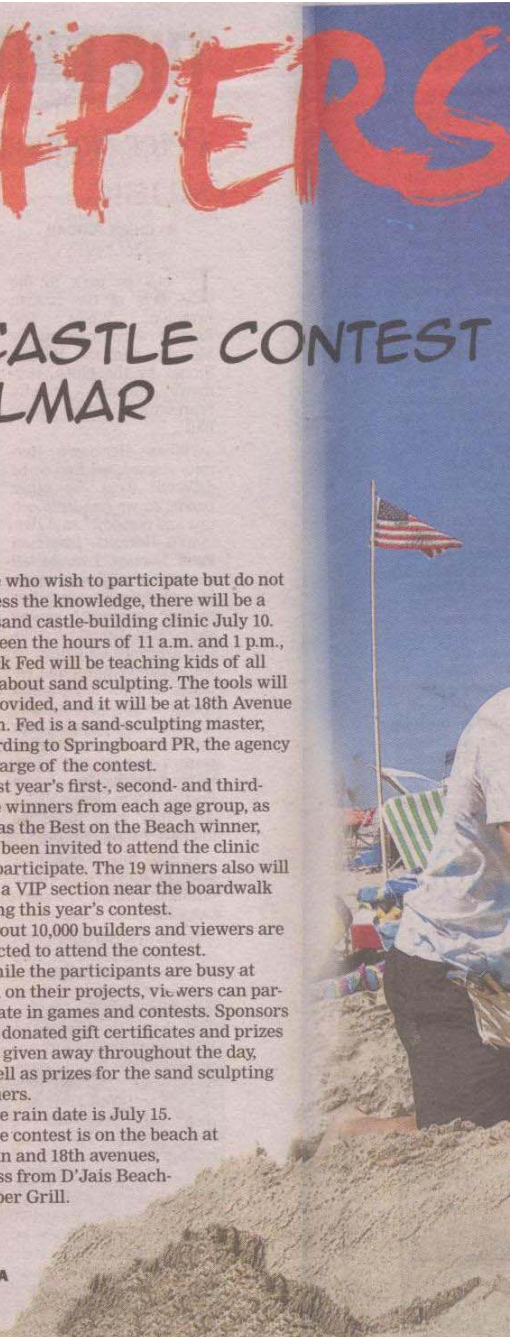 MPERS
CASTLE CONTEST
LMAR
e who wish to participate but do not
ess the knowledge, there will be a
sand castle-building clinic July 10.
een the hours of 11 a.m. and 1 p.m.,
k Fed will be teaching kids of all
about sand sculpting. The tools will
ovided, and it will be at 18th Avenue
h. Fed is a sand-sculpting master,
rding to Springboard PR, the agency
arge of the contest.
st year's first-, second- and third-
e winners from each age group, as
as the Best on the Beach winner,
been invited to attend the clinic
participate. The 19 winners also will
a VIP section near the boardwalk
ng this year's contest.
out 10,000 builders and viewers are
cted to attend the contest.
hile the participants are busy at
on their projects, viewers can par-
ate in games and contests. Sponsors
donated gift certificates and prizes
given away throughout the day,
ell as prizes for the sand sculpting
ners.
e rain date is July 15.
e contest is on the beach at
n and 18th avenues,
ss from D'Jais Beach-
per Grill.
A